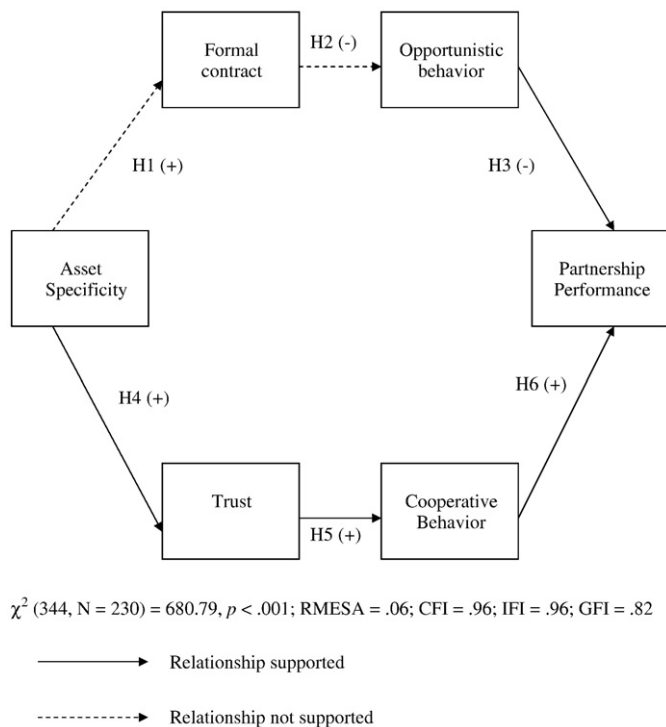 Formal
contract
H2 (-)
Opportunistic
behavior
H1 (+)
H3 (-)
Asset
Specificity
Partnership
Performance
H4 (+)
H6 (+)
Trust
H5 (+)
Cooperative
Behavior
χ² (344, N = 230) = 680.79, p < .001; RMESA = .06; CFI = .96; IFI = .96; GFI = .82
Relationship supported
Relationship not supported